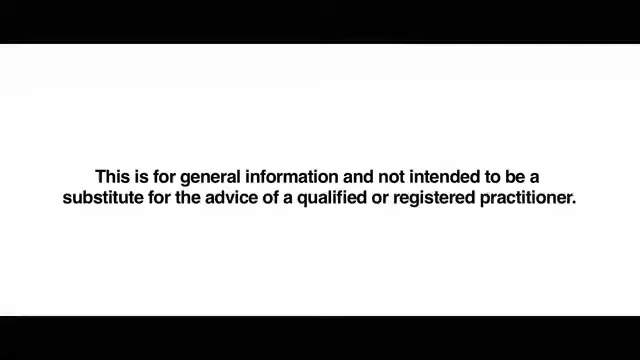 This is for general information and not intended to be a
substitute for the advice of a qualified or registered practitioner.